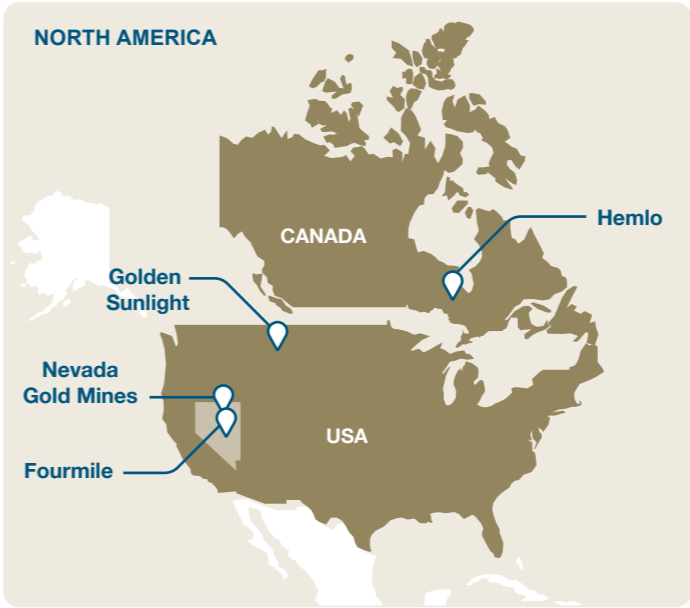 NORTH AMERICA
CANADA
Hemlo
Golden
Sunlight
Nevada
Gold Mines
USA
Fourmile